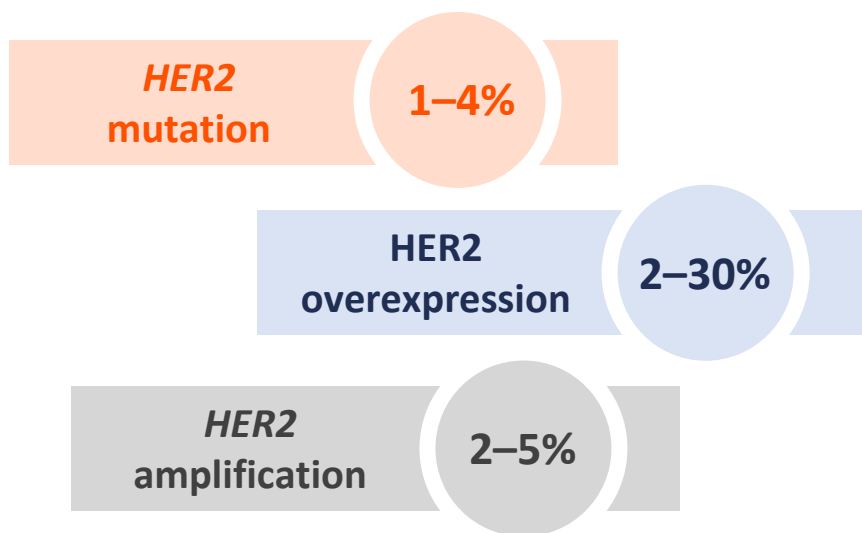 HER2
mutation
1–4%
HER2
overexpression
2–30%
HER2
amplification
2–5%